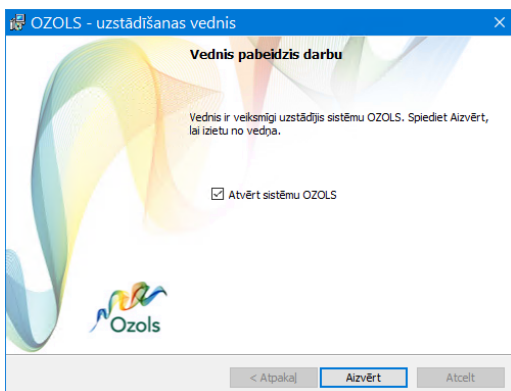 OZOLS - uzstādīšanas vednis
Vednis pabeidzis darbu
Vednis ir veiksmīgi uzstādījis sistēmu OZOLS. Spiediet Aizvērt,
lai izietu no vedņa.
Atvērt sistēmu OZOLS
Ozols
< Atpakaļ Aizvērt Atcelt